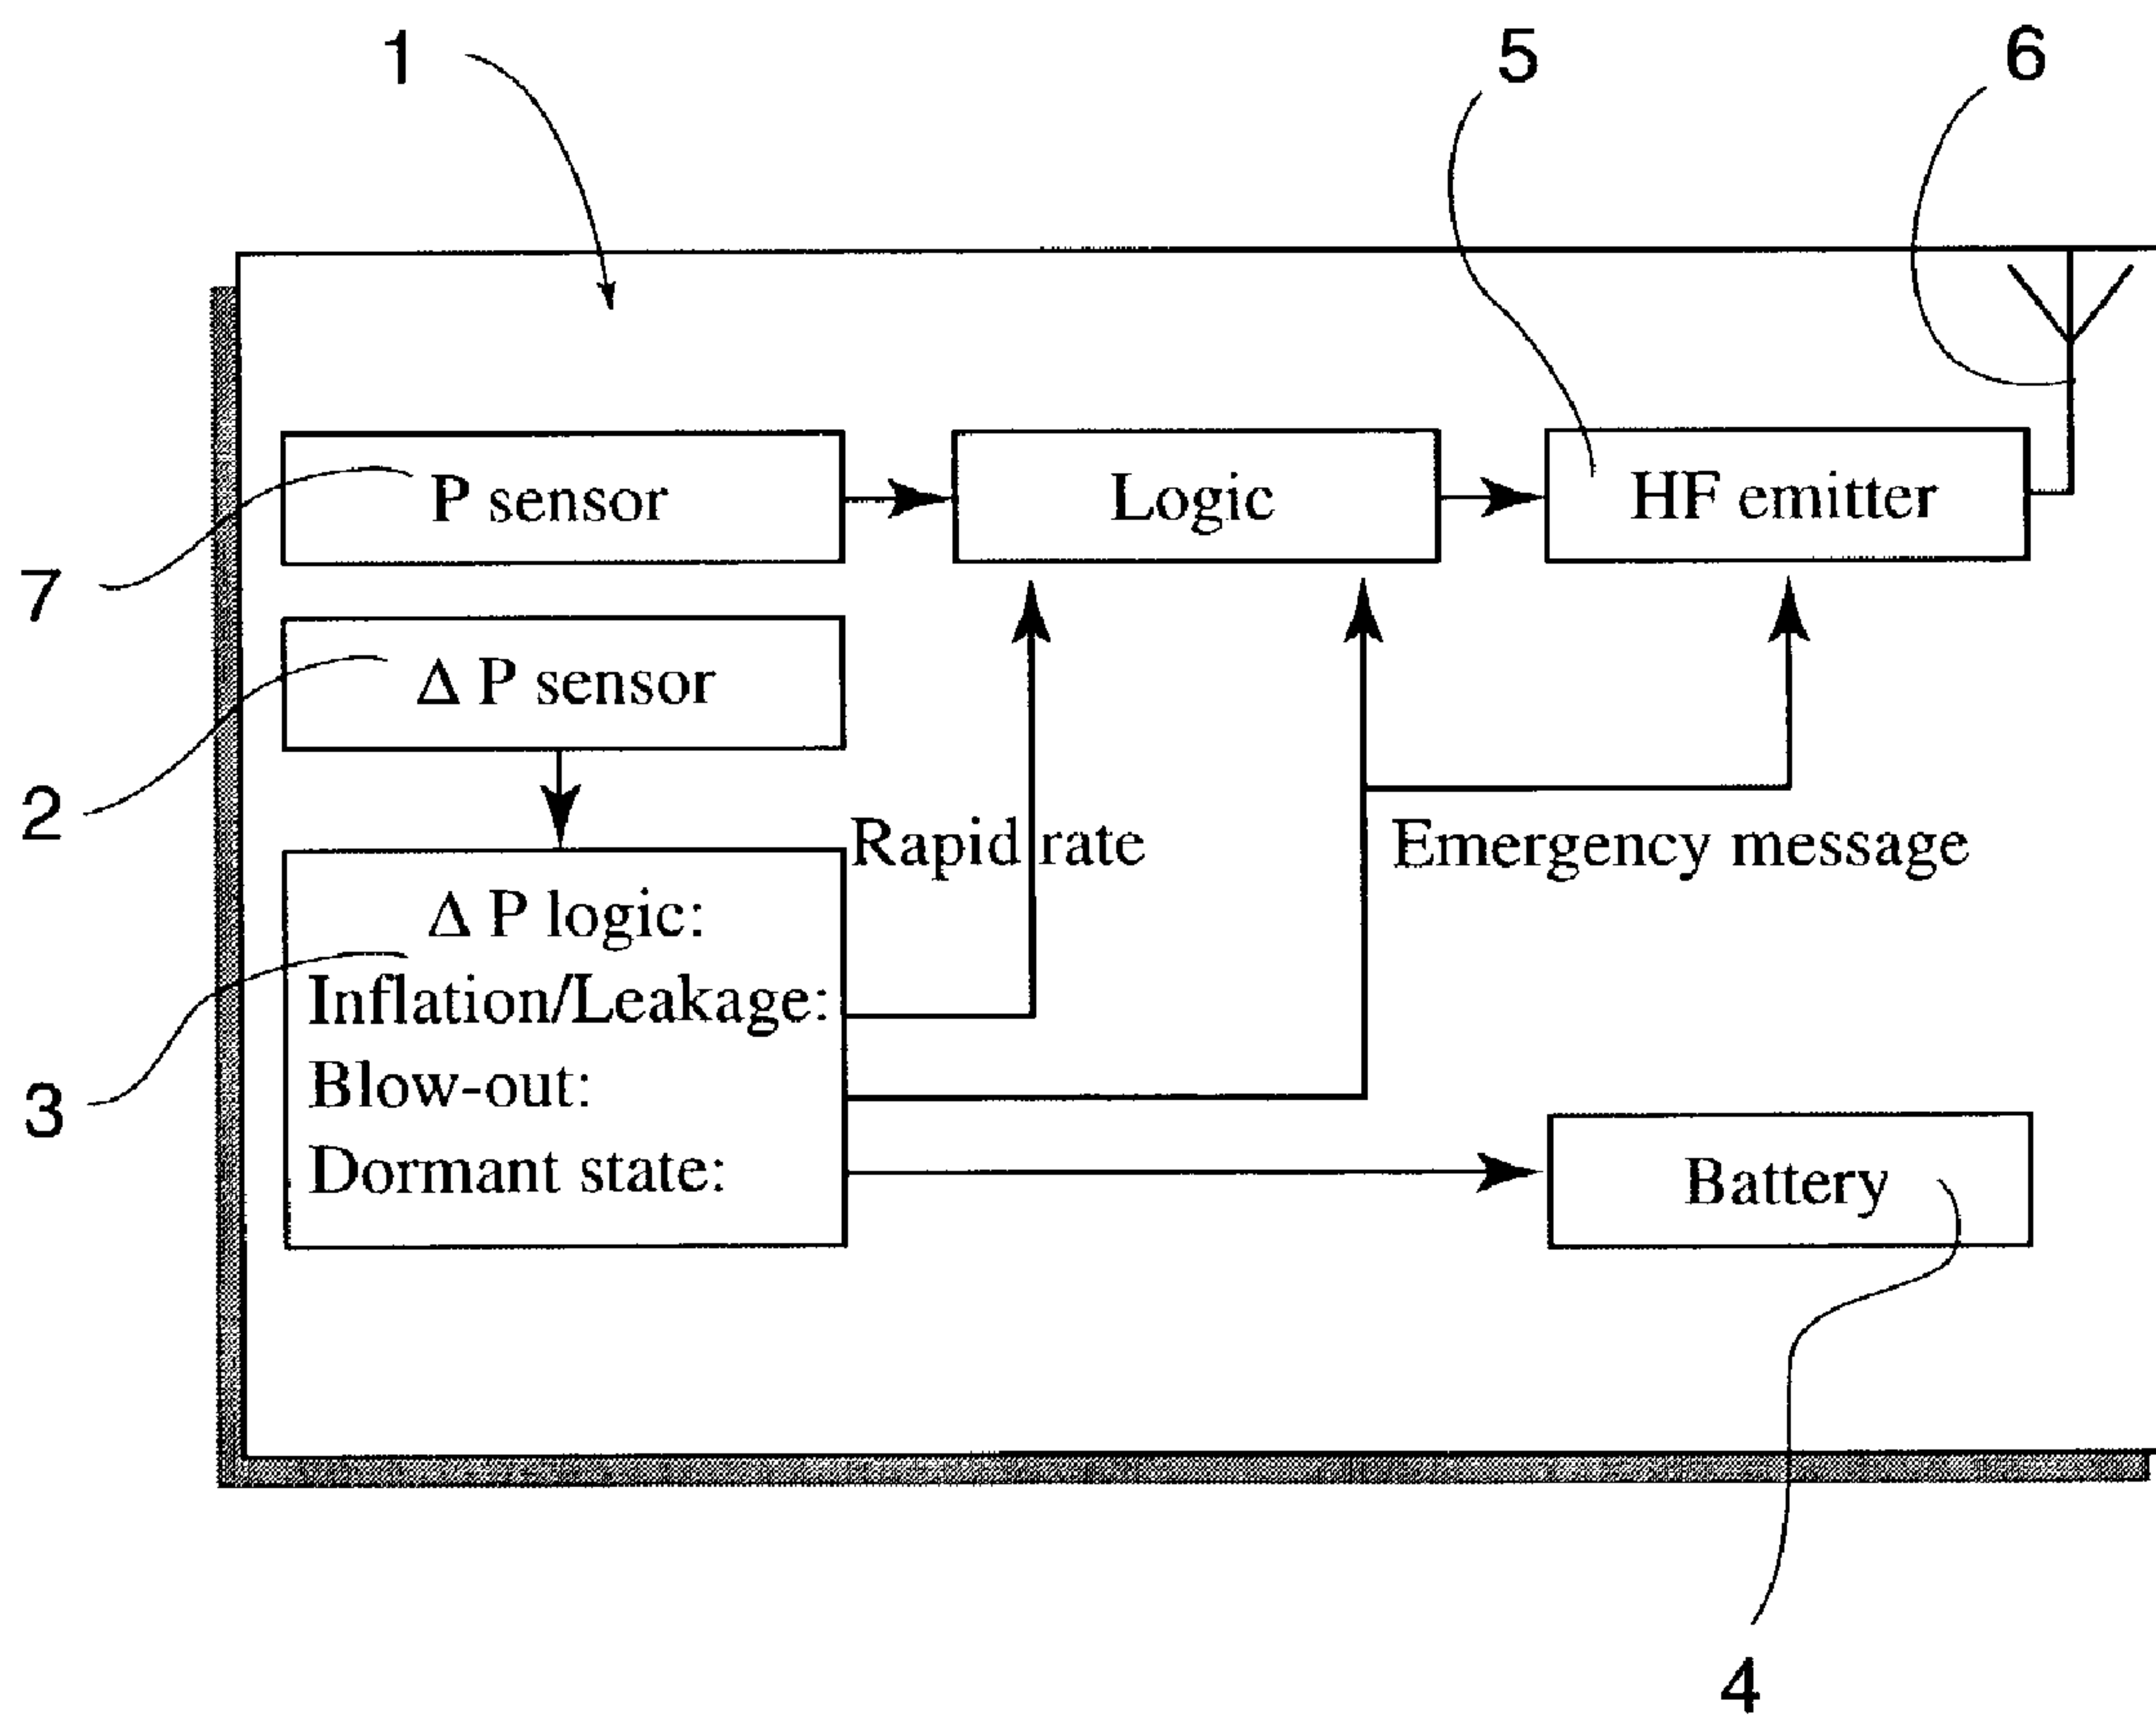 1
5
6
P sensor
Logic
HF emitter
7
Δ P sensor
2
Rapid rate
Emergency message
Δ P logic:
Inflation/Leakage:
Blow-out:
Dormant state:
3
Battery
4